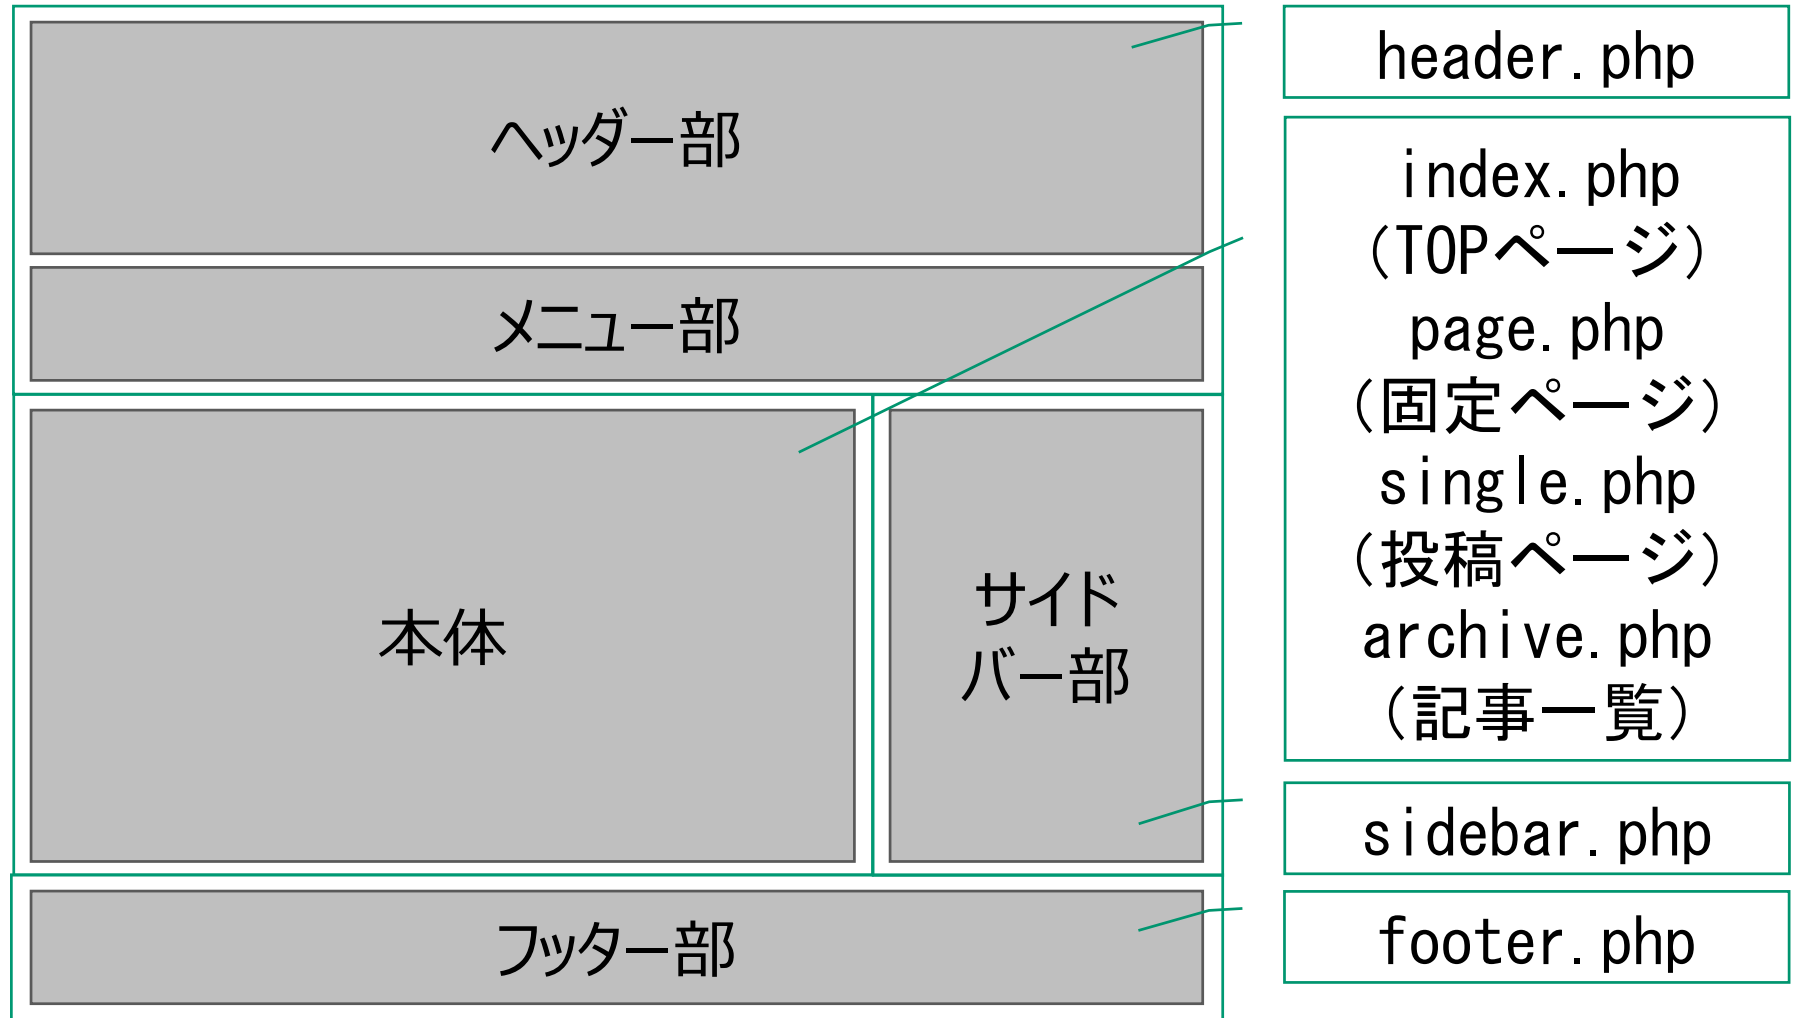 ヘッダー部
メニュー部
本体
サイド
バー部
フッター部
header.php
index.php
(TOPページ)
page.php
(固定ページ)
single.php
(投稿ページ)
archive.php
(記事一覧)
sidebar.php
footer.php